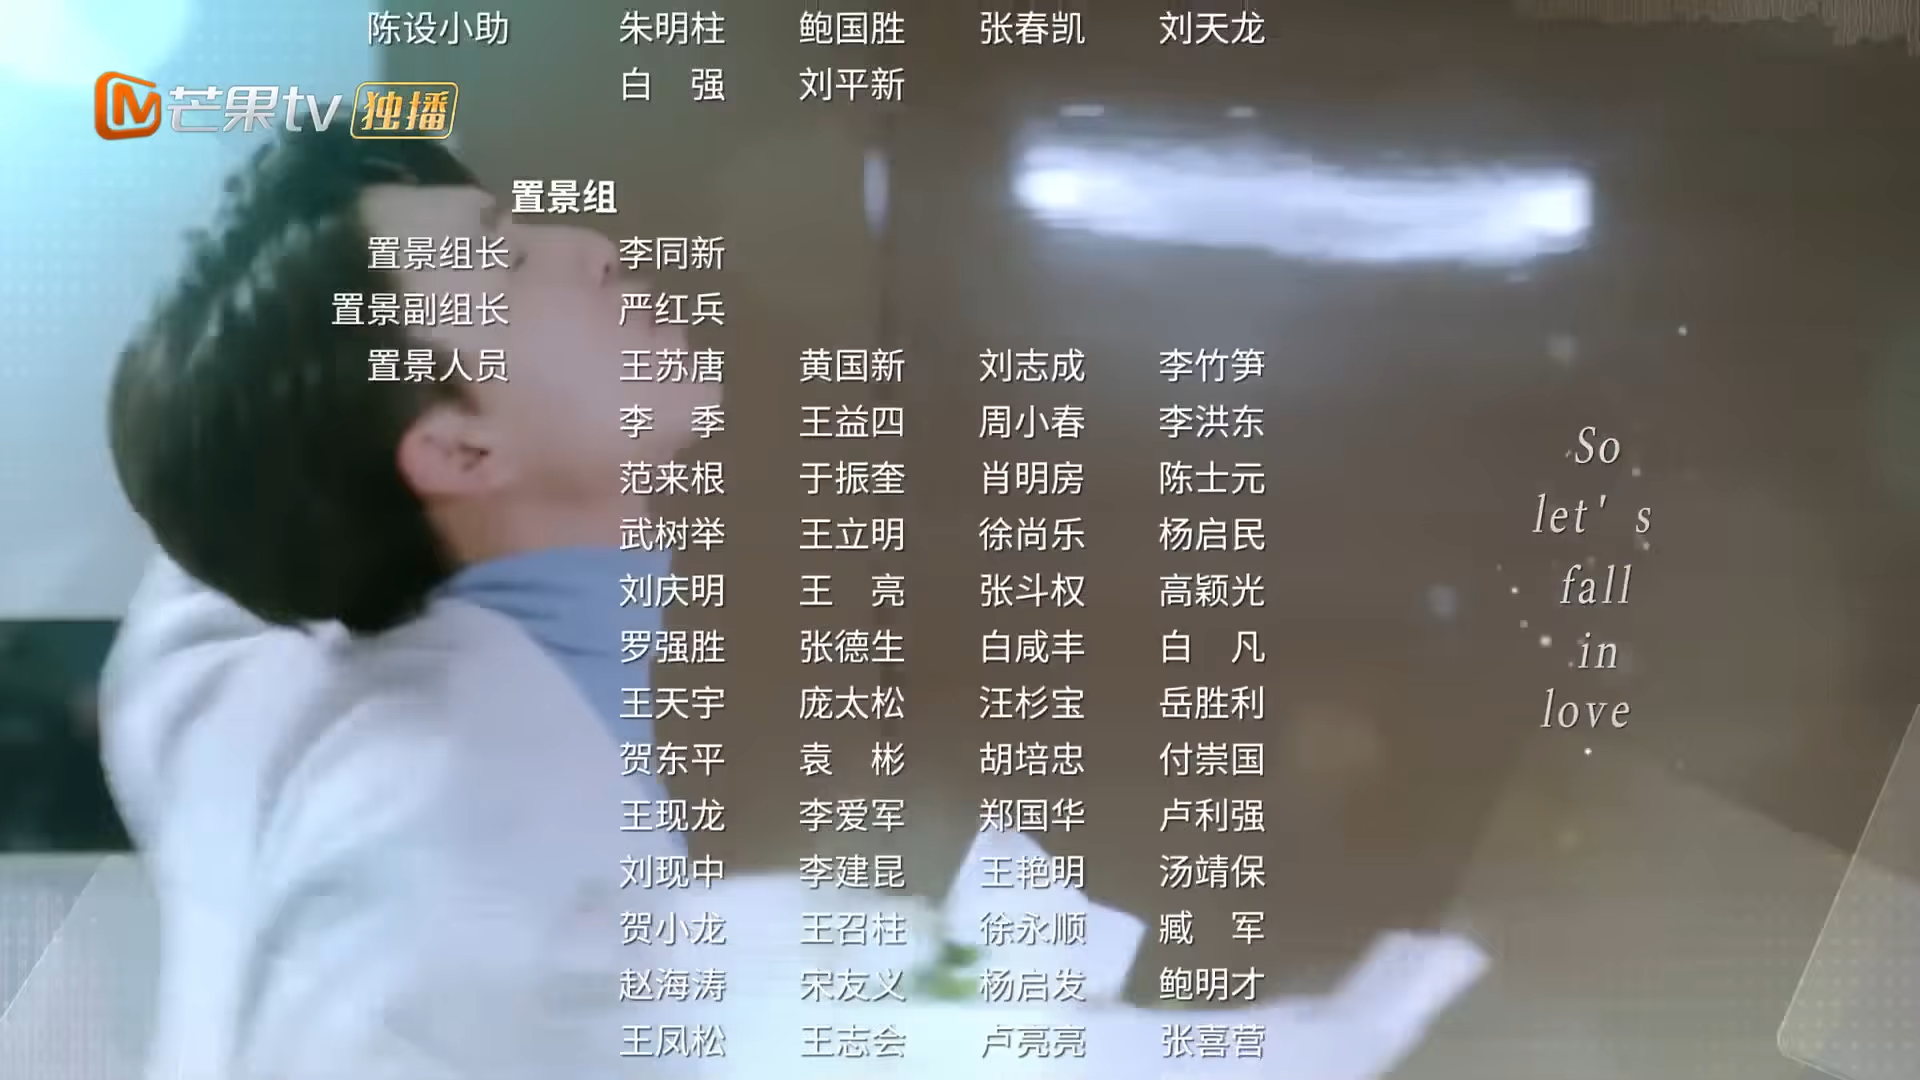 陈设小助 朱明柱 鲍国胜 张春凯 刘天龙
白 强 刘平新
芒果tv 独播
置景组
置景组长 李同新
置景副组长 严红兵
置景人员 王苏唐 黄国新 刘志成 李竹笋
李 季 王益四 周小春 李洪东
范来根 于振奎 肖明房 陈士元
武树举 王立明 徐尚乐 杨启民
刘庆明 王 亮 张斗权 高颖光
罗强胜 张德生 白咸丰 白 凡
王天宇 庞太松 汪杉宝 岳胜利
贺东平 袁 彬 胡培忠 付崇国
王现龙 李爱军 郑国华 卢利强
刘现中 李建昆 王艳明 汤靖保
贺小龙 王召柱 徐永顺 臧 军
赵海涛 宋友义 杨启发 鲍明才
王凤松 王志会 卢亮亮 张喜营
So
let's
fall
in
love